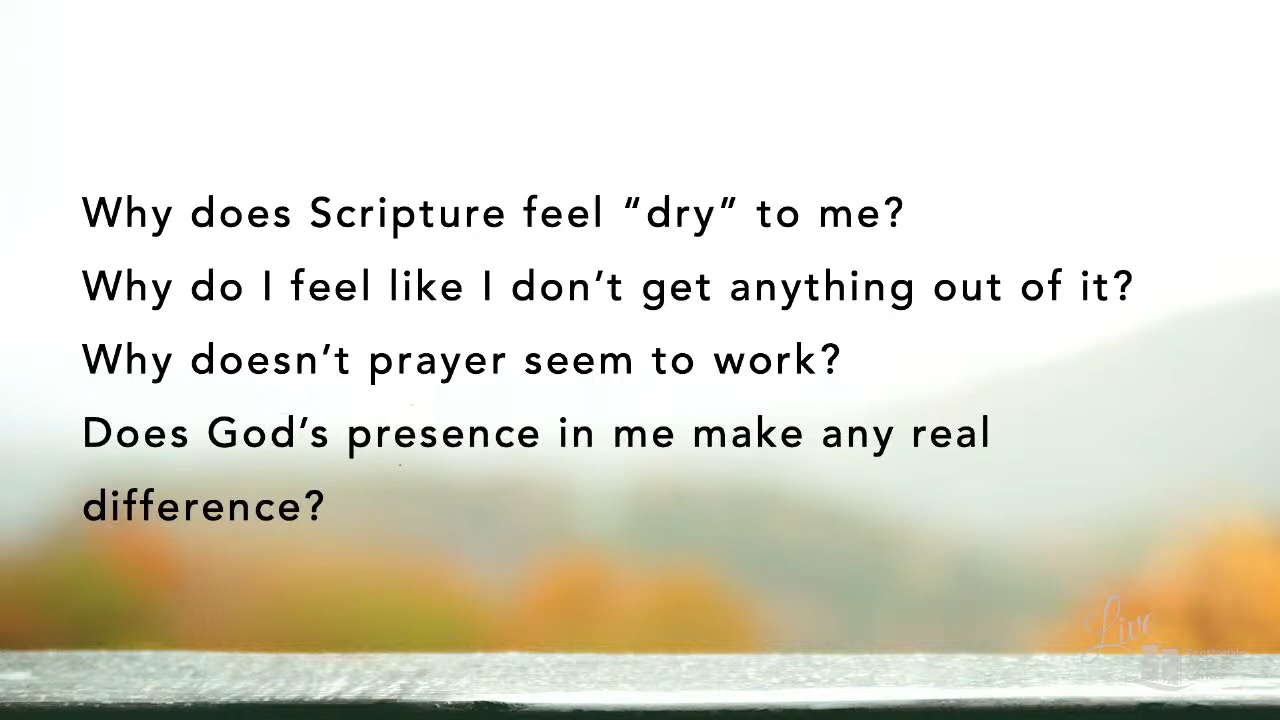 Why does Scripture feel “dry” to me?
Why do I feel like I don’t get anything out of it?
Why doesn’t prayer seem to work?
Does God’s presence in me make any real
difference?
Live